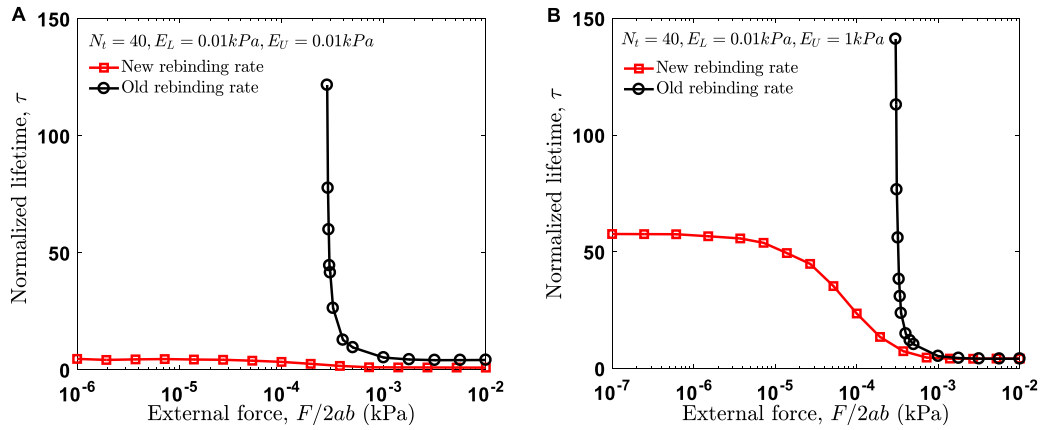 A
N_t = 40, E_L = 0.01kPa, E_U = 0.01kPa
New rebinding rate
Old rebinding rate
150
100
50
0
Normalized lifetime, τ
10^-6 10^-5 10^-4 10^-3 10^-2
External force, F/2ab (kPa)
B
N_t = 40, E_L = 0.01kPa, E_U = 1kPa
New rebinding rate
Old rebinding rate
150
100
50
0
Normalized lifetime, τ
10^-7 10^-6 10^-5 10^-4 10^-3 10^-2
External force, F/2ab (kPa)